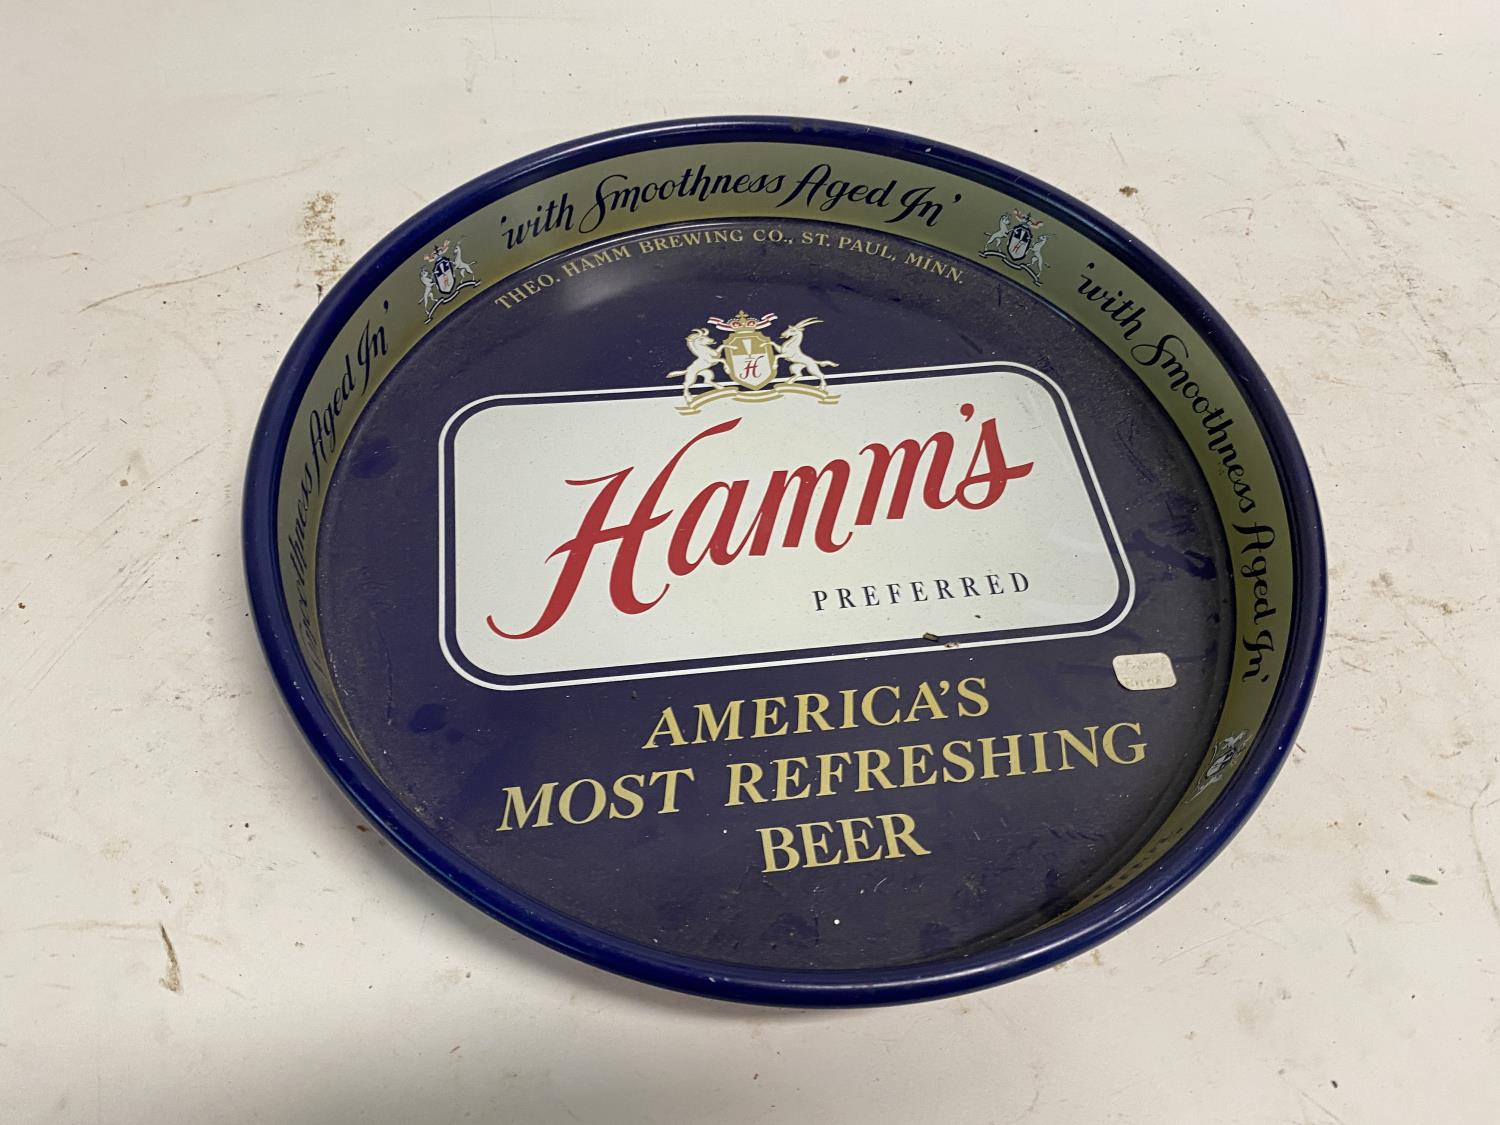 'with Smoothness Aged In'
'with Smoothness Aged In'
Smoothness Aged In'
THEO. HAMM BREWING CO., ST. PAUL, MINN.
H
Hamm's
PREFERRED
AMERICA'S
MOST REFRESHING
BEER